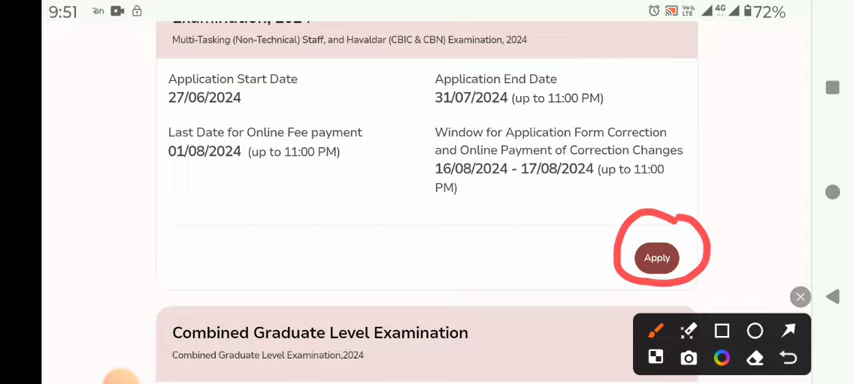 9:51
4G
72%
Examination, 2024
Multi-Tasking (Non-Technical) Staff, and Havaldar (CBIC & CBN) Examination, 2024
Application Start Date
27/06/2024
Application End Date
31/07/2024 (up to 11:00 PM)
Last Date for Online Fee payment
01/08/2024 (up to 11:00 PM)
Window for Application Form Correction
and Online Payment of Correction Changes
16/08/2024 - 17/08/2024 (up to 11:00
PM)
Apply
Combined Graduate Level Examination
Combined Graduate Level Examination,2024